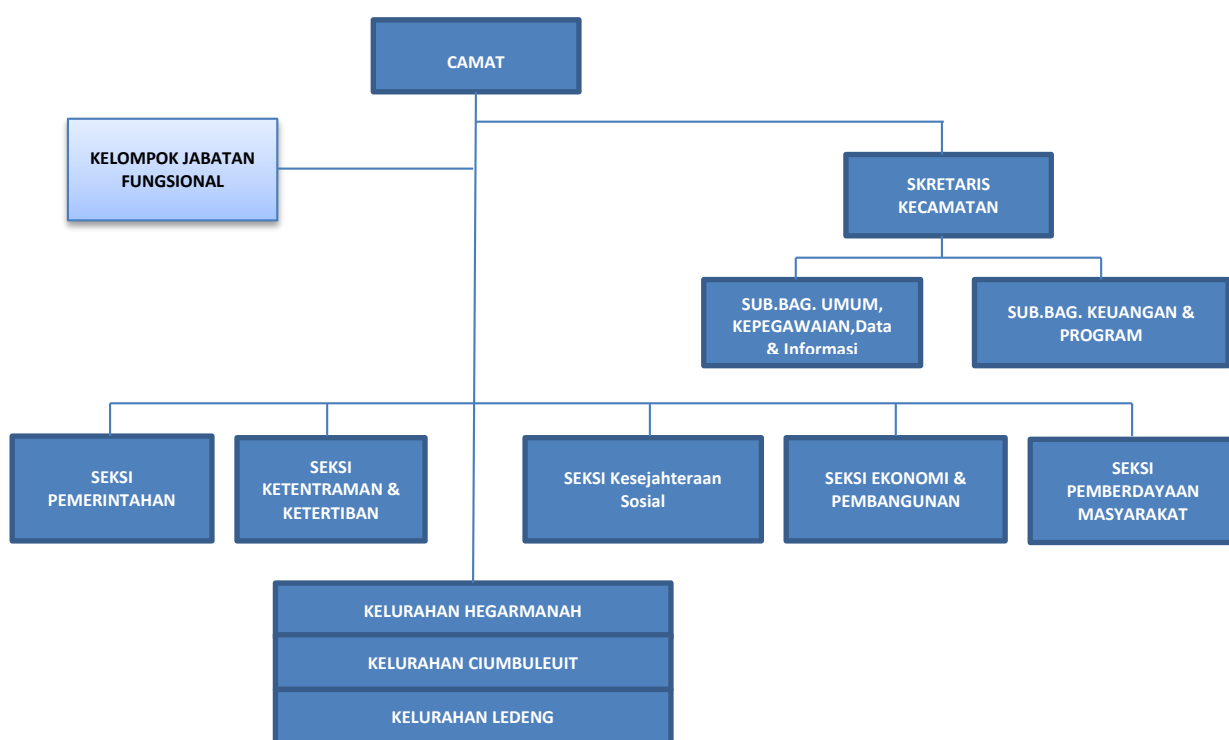 CAMAT
KELOMPOK JABATAN
FUNGSIONAL
SKRETARIS
KECAMATAN
SUB.BAG. UMUM,
KEPEGAWAIAN,Data
& Informasi
SUB.BAG. KEUANGAN &
PROGRAM
SEKSI
PEMERINTAHAN
SEKSI
KETENTRAMAN &
KETERTIBAN
SEKSI Kesejahteraan
Sosial
SEKSI EKONOMI &
PEMBANGUNAN
SEKSI
PEMBERDAYAAN
MASYARAKAT
KELURAHAN HEGARMANAH
KELURAHAN CIUMBULEUIT
KELURAHAN LEDENG